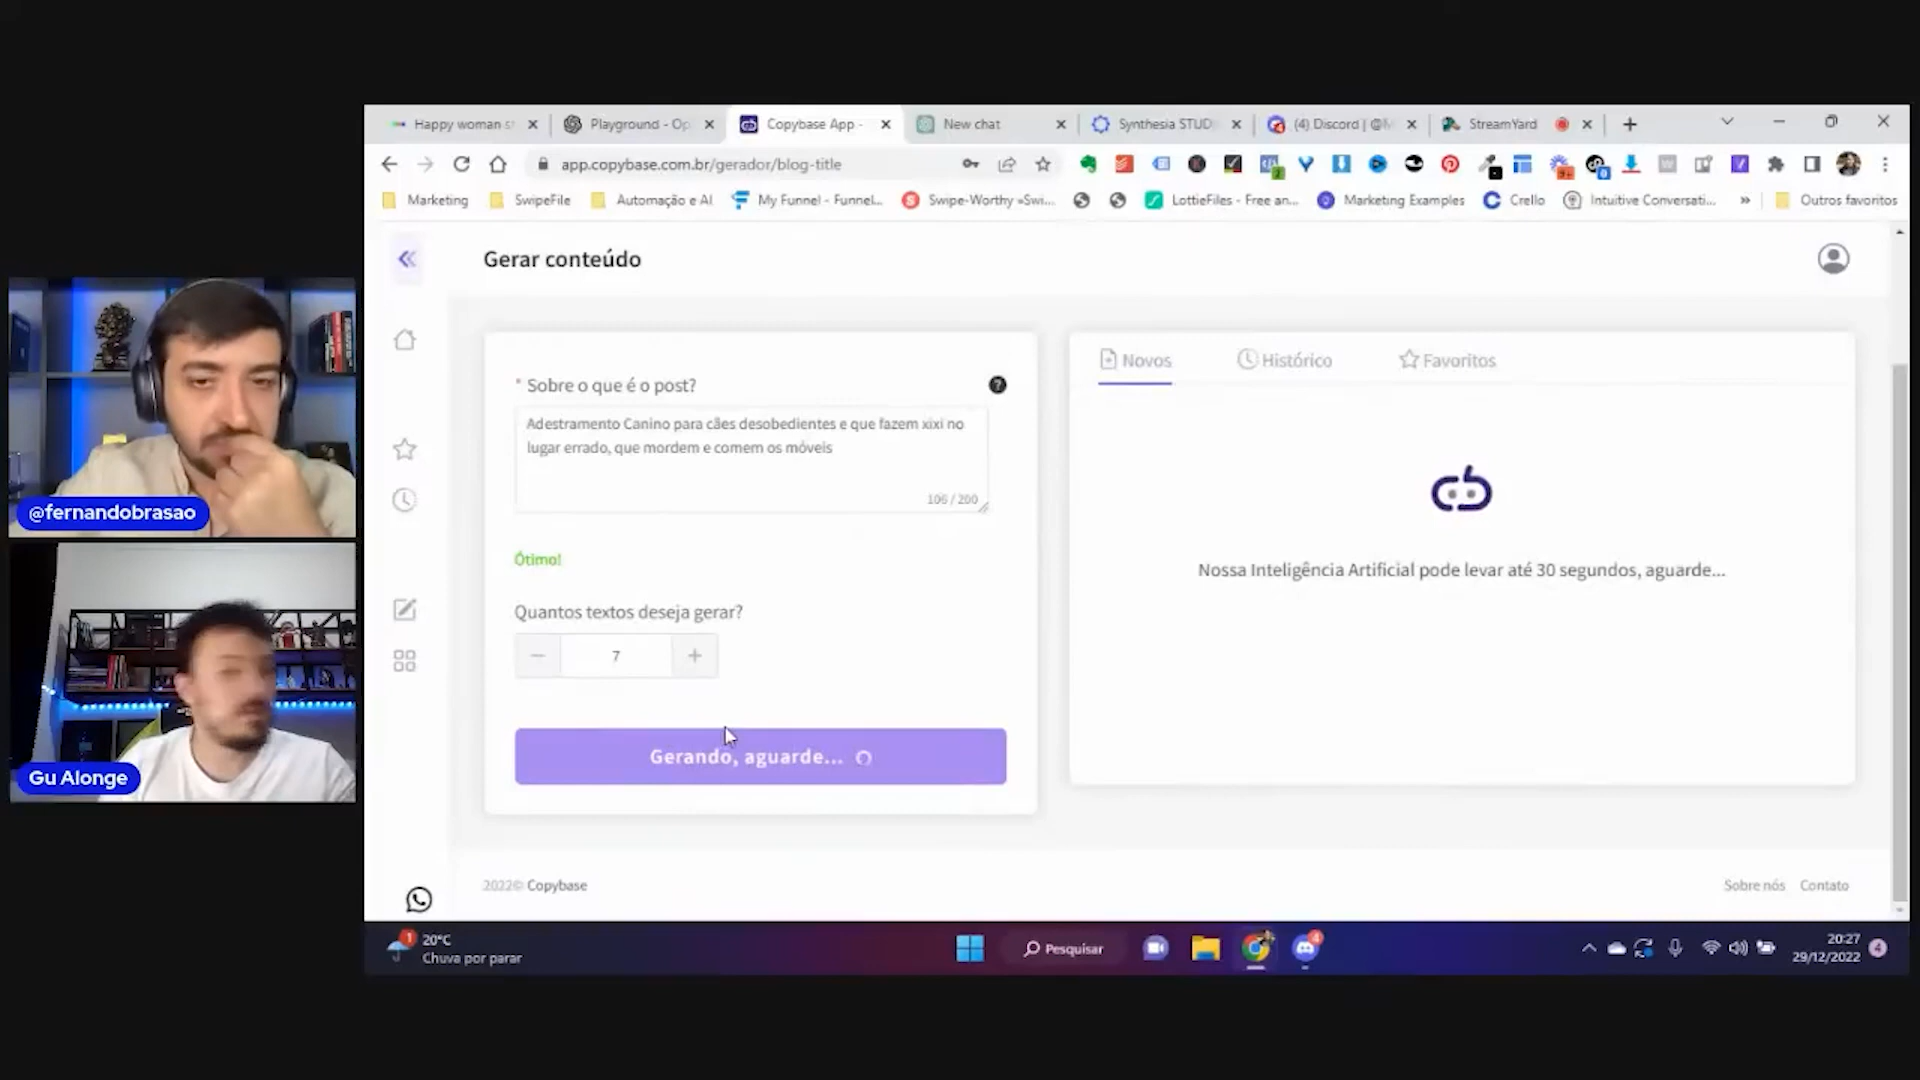 Happy woman s
Playground - Op
Copybase App -
New chat
Synthesia STUD
(4) Discord | @M
StreamYard
app.copybase.com.br/gerador/blog-title
Marketing
SwipeFile
Automação e AI
My Funnel - Funnel...
Swipe-Worthy »Swi...
LottieFiles - Free an...
Marketing Examples
Crello
Intuitive Conversati...
»
Outros favoritos
Gerar conteúdo
* Sobre o que é o post?
Adestramento Canino para cães desobedientes e que fazem xixi no
lugar errado, que mordem e comem os móveis
106 / 200
Ótimo!
Quantos textos deseja gerar?
7
Gerando, aguarde...
Novos
Histórico
Favoritos
Nossa Inteligência Artificial pode levar até 30 segundos, aguarde...
@fernandobrasao
Gu Alonge
2022© Copybase
Sobre nós
Contato
1
20°C
Chuva por parar
Pesquisar
4
20:27
29/12/2022
4